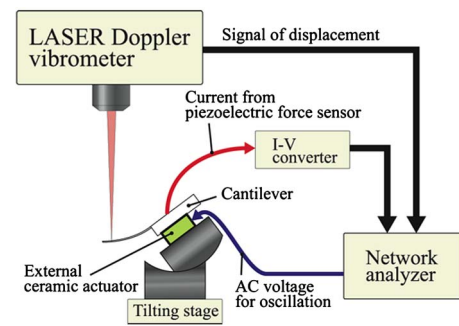 LASER Doppler
vibrometer
Signal of displacement
Current from
piezoelectric force sensor
I-V
converter
Cantilever
External
ceramic actuator
AC voltage
for oscillation
Network
analyzer
Tilting stage